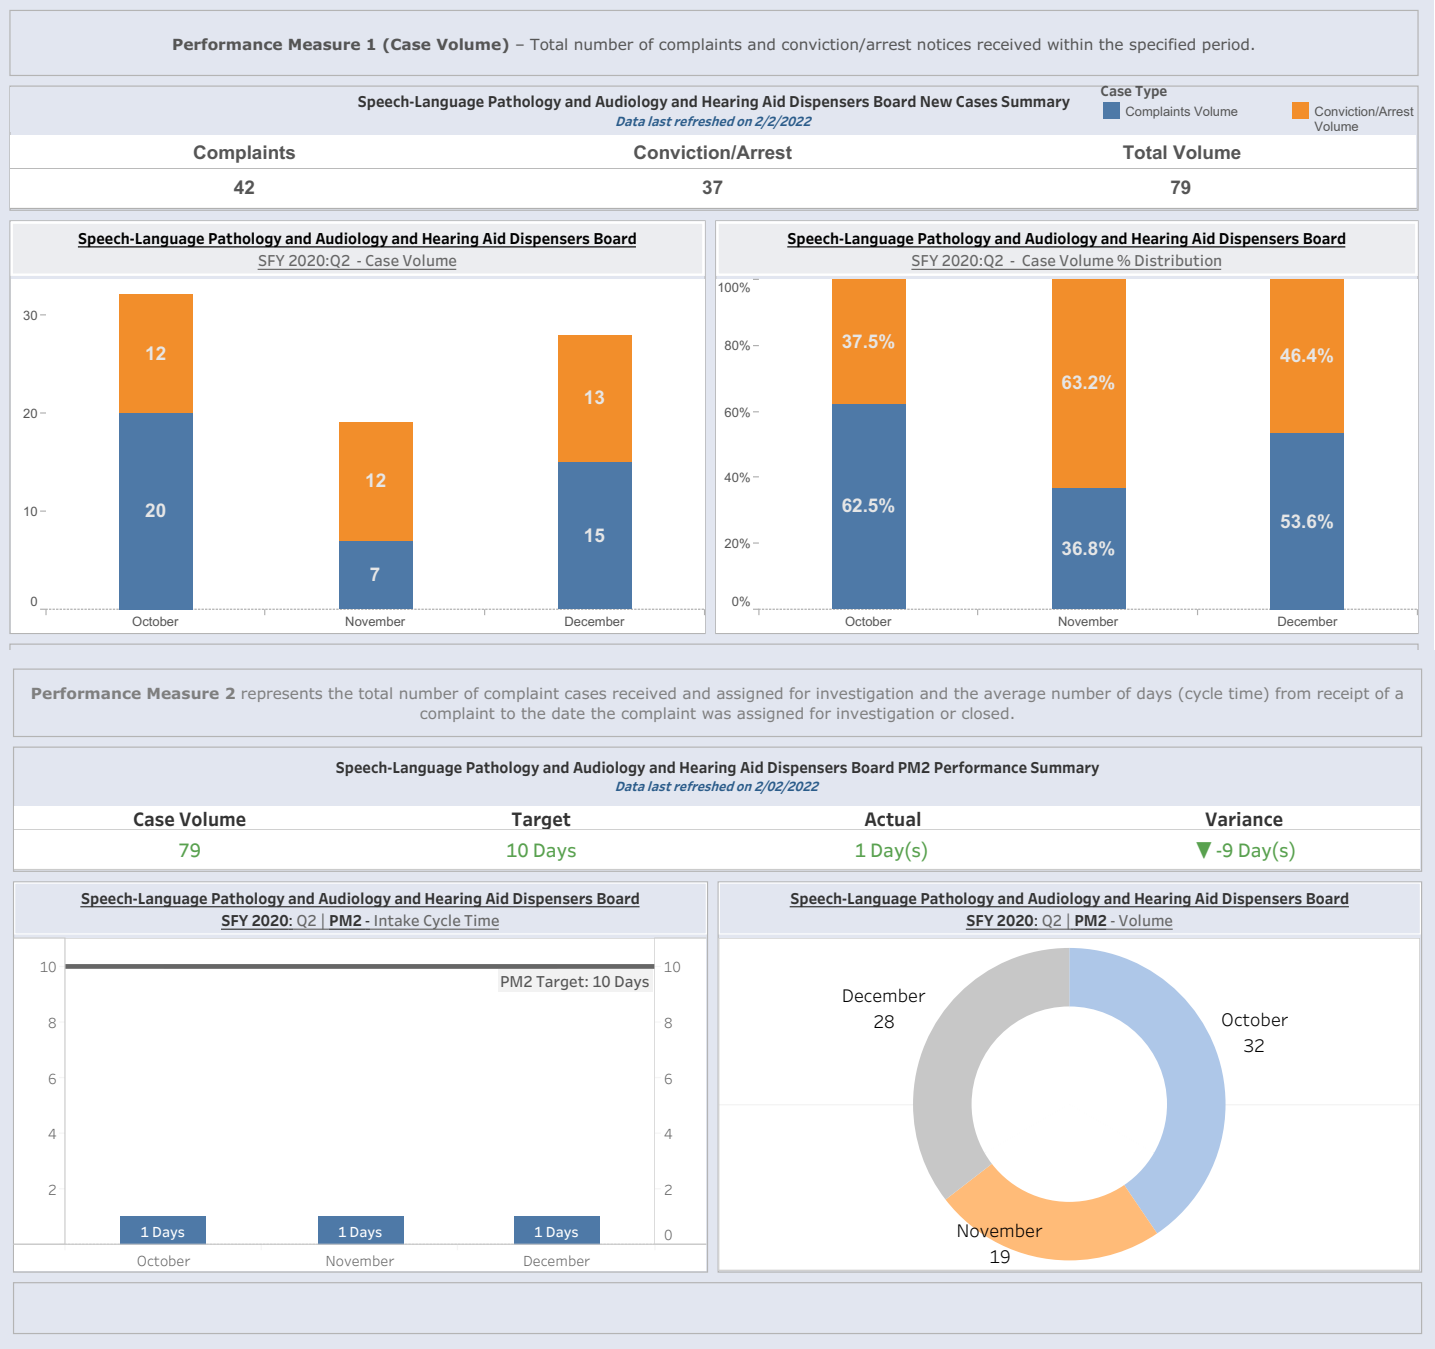 Performance Measure 1 (Case Volume) – Total number of complaints and conviction/arrest notices received within the specified period.
Speech-Language Pathology and Audiology and Hearing Aid Dispensers Board New Cases Summary
Data last refreshed on 2/2/2022
Case Type
Complaints Volume
Conviction/Arrest
Volume
Complaints Conviction/Arrest Total Volume
42 37 79
Speech-Language Pathology and Audiology and Hearing Aid Dispensers Board
SFY 2020:Q2 - Case Volume
30
20
10
0
12
20
12
7
13
15
October November December
Speech-Language Pathology and Audiology and Hearing Aid Dispensers Board
SFY 2020:Q2 - Case Volume % Distribution
100%
80%
60%
40%
20%
0%
37.5%
62.5%
63.2%
36.8%
46.4%
53.6%
October November December
Performance Measure 2 represents the total number of complaint cases received and assigned for investigation and the average number of days (cycle time) from receipt of a
complaint to the date the complaint was assigned for investigation or closed.
Speech-Language Pathology and Audiology and Hearing Aid Dispensers Board PM2 Performance Summary
Data last refreshed on 2/02/2022
Case Volume Target Actual Variance
79 10 Days 1 Day(s) ▼ -9 Day(s)
Speech-Language Pathology and Audiology and Hearing Aid Dispensers Board
SFY 2020: Q2 | PM2 - Intake Cycle Time
10 10
PM2 Target: 10 Days
8 8
6 6
4 4
2 2
0
1 Days 1 Days 1 Days
October November December
Speech-Language Pathology and Audiology and Hearing Aid Dispensers Board
SFY 2020: Q2 | PM2 - Volume
December
28
October
32
November
19